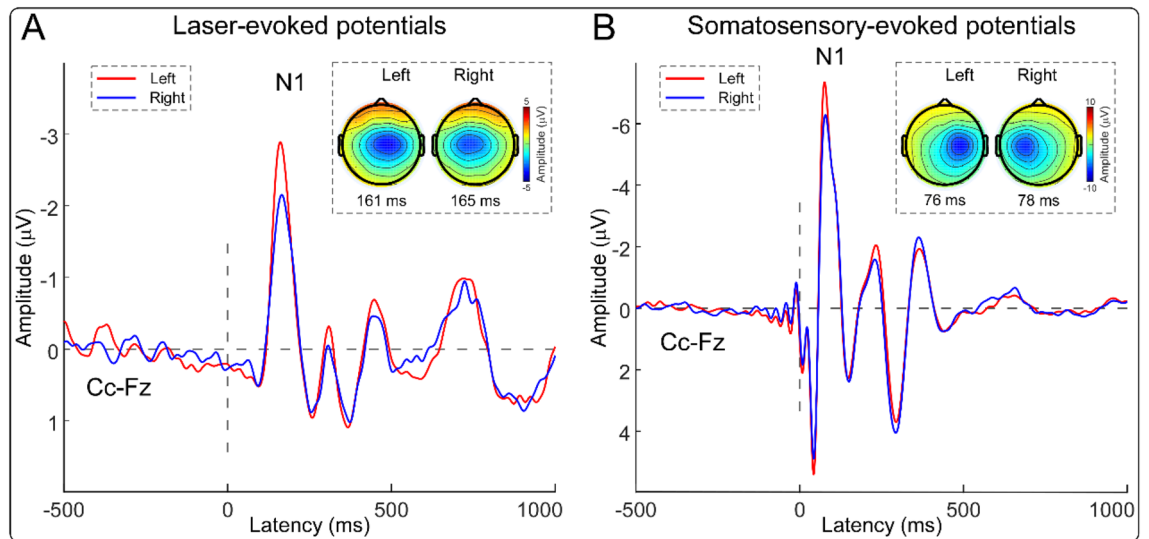 A
Laser-evoked potentials
Left
Right
N1
Left
Right
161 ms
165 ms
5
-5
Amplitude (μV)
-3
-2
-1
0
1
Amplitude (μV)
Cc-Fz
-500
0
500
1000
Latency (ms)
B
Somatosensory-evoked potentials
Left
Right
N1
Left
Right
76 ms
78 ms
10
-10
Amplitude (μV)
-6
-4
-2
0
2
4
Amplitude (μV)
Cc-Fz
-500
0
500
1000
Latency (ms)